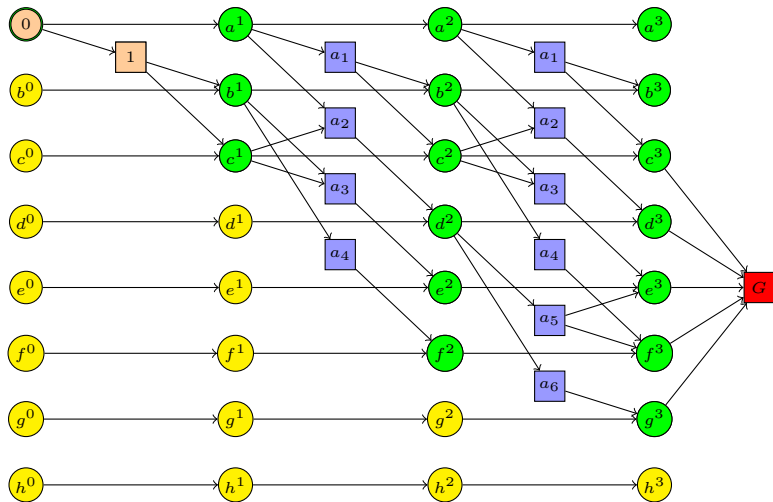 0 a¹ a² a³
1 a₁ a₁
b⁰ b¹ b² b³
a₂ a₂
c⁰ c¹ c² c³
a₃ a₃
d⁰ d¹ d² d³
a₄ a₄
e⁰ e¹ e² e³ G
a₅
f⁰ f¹ f² f³
a₆
g⁰ g¹ g² g³
h⁰ h¹ h² h³